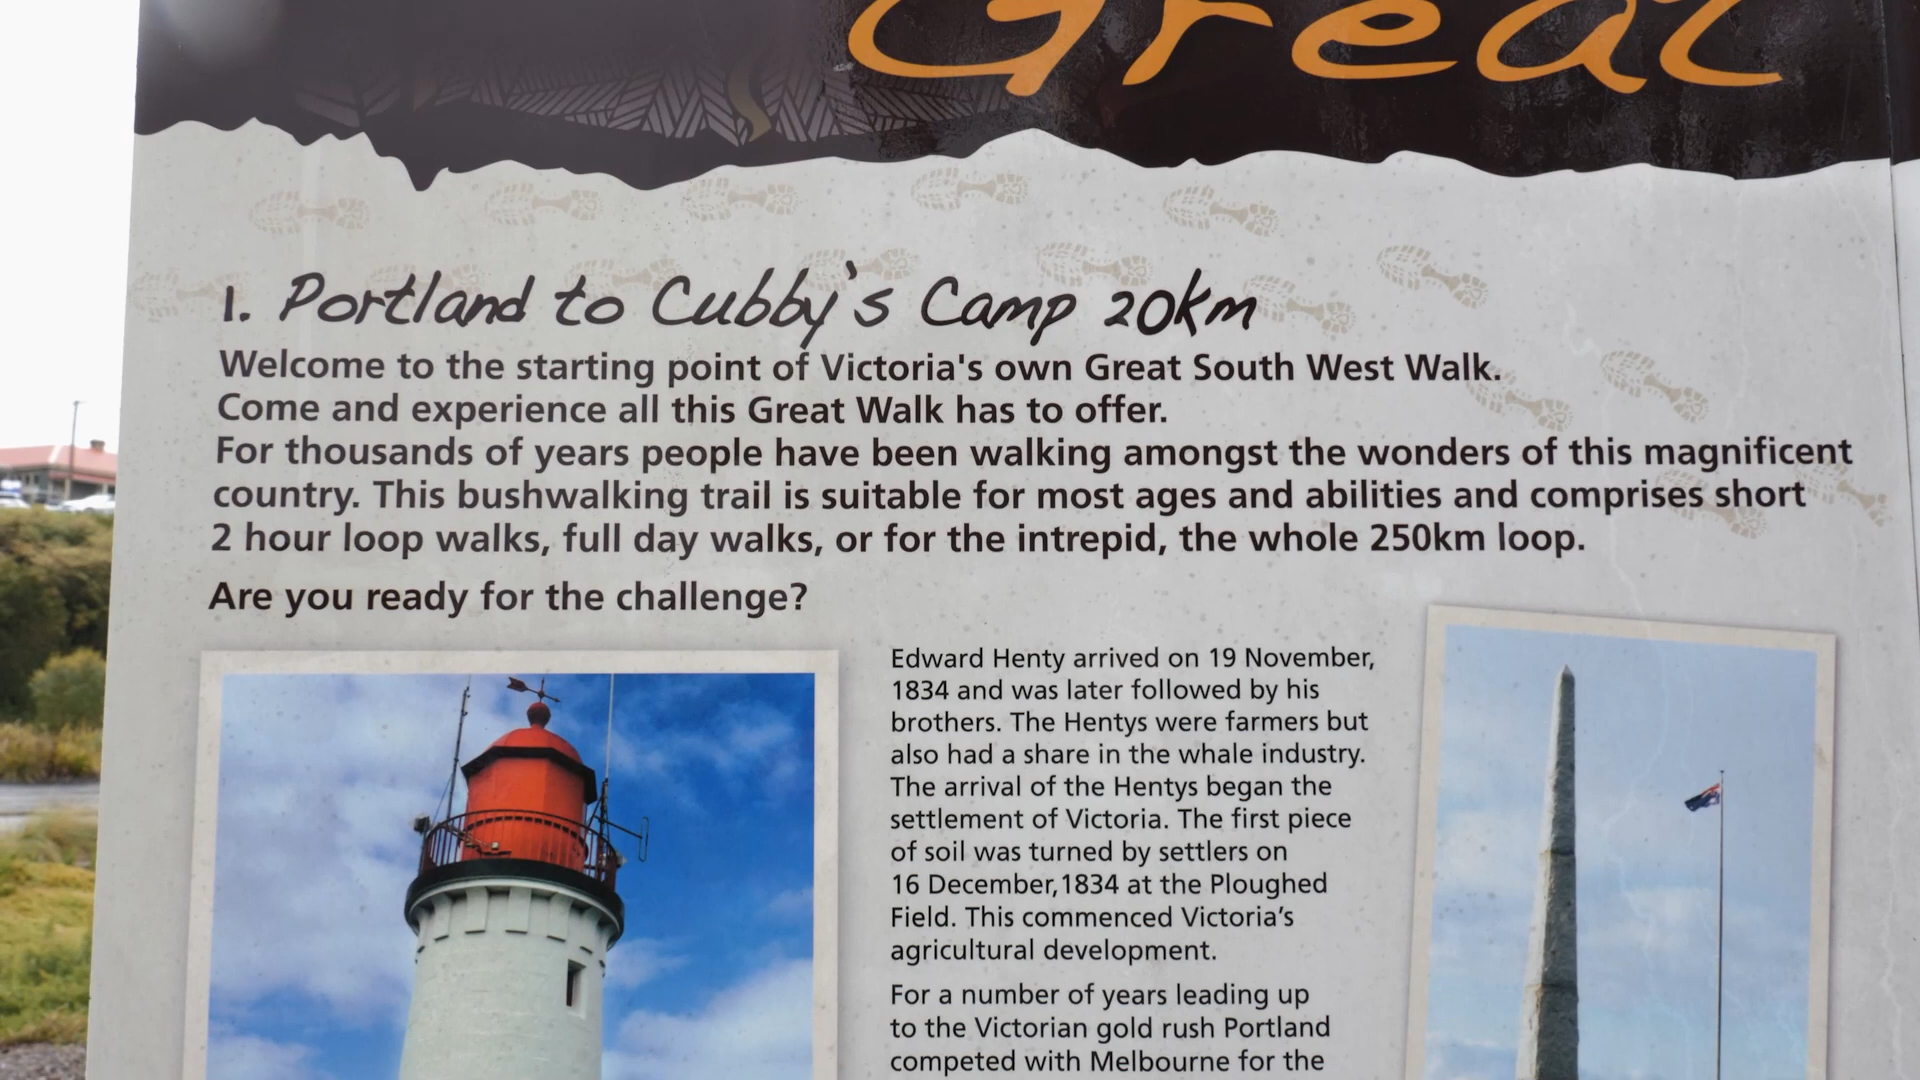 Great
1. Portland to Cubby's Camp 20km
Welcome to the starting point of Victoria's own Great South West Walk.
Come and experience all this Great Walk has to offer.
For thousands of years people have been walking amongst the wonders of this magnificent
country. This bushwalking trail is suitable for most ages and abilities and comprises short
2 hour loop walks, full day walks, or for the intrepid, the whole 250km loop.
Are you ready for the challenge?
Edward Henty arrived on 19 November,
1834 and was later followed by his
brothers. The Hentys were farmers but
also had a share in the whale industry.
The arrival of the Hentys began the
settlement of Victoria. The first piece
of soil was turned by settlers on
16 December,1834 at the Ploughed
Field. This commenced Victoria's
agricultural development.
For a number of years leading up
to the Victorian gold rush Portland
competed with Melbourne for the